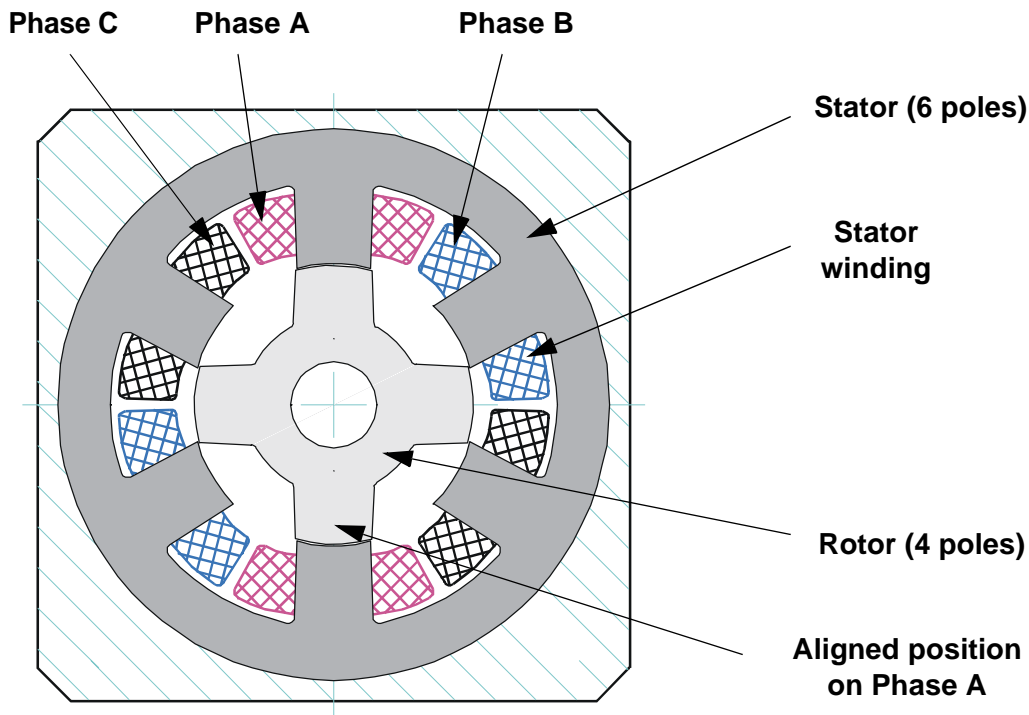 Phase C
Phase A
Phase B
Stator (6 poles)
Stator
winding
Rotor (4 poles)
Aligned position
on Phase A